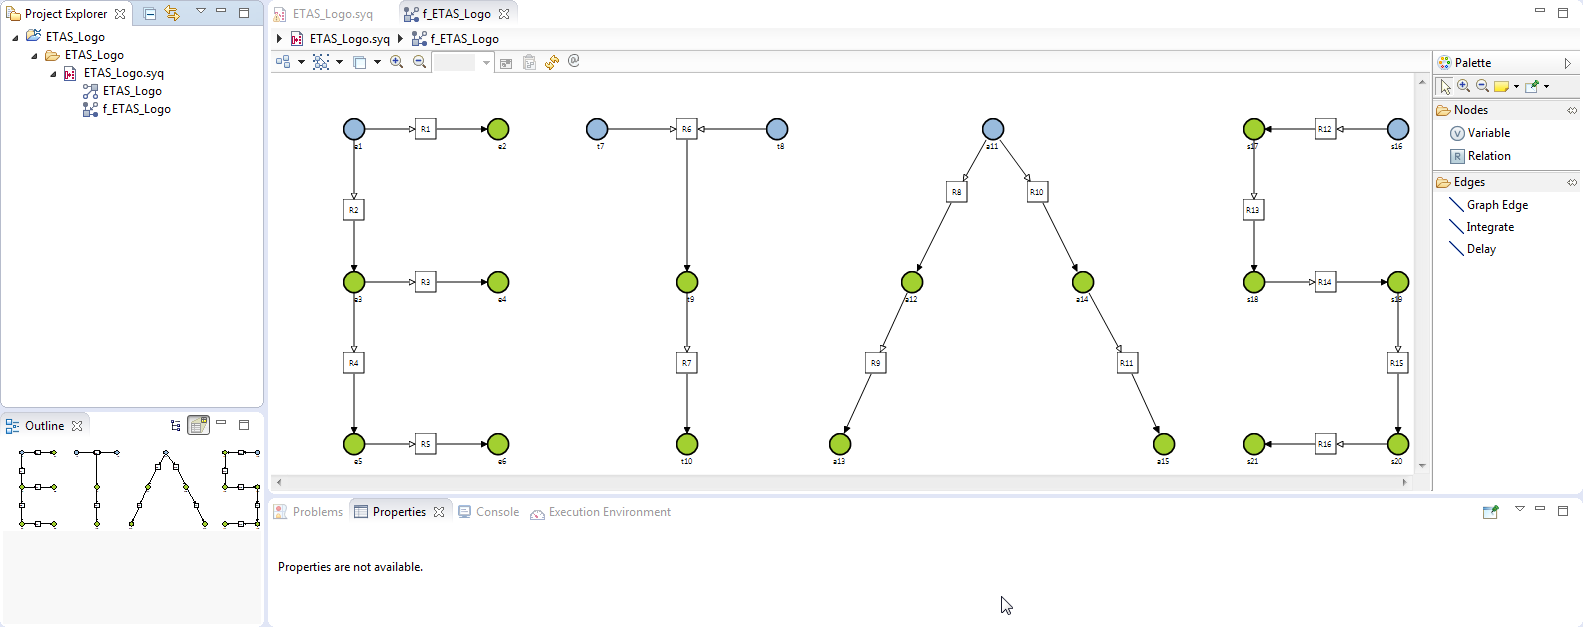 Project Explorer
ETAS_Logo
ETAS_Logo
ETAS_Logo.syq
ETAS_Logo
f_ETAS_Logo
Outline
ETAS_Logo.syq
f_ETAS_Logo
ETAS_Logo.syq
f_ETAS_Logo
R1
R6
R12
e1
e2
t7
t8
a11
s17
s16
R8
R10
R2
R13
R3
R14
e3
e4
t9
a12
a14
s18
s19
R4
R7
R9
R11
R15
R5
R16
e5
e6
t10
a13
a15
s21
s20
Palette
Nodes
V Variable
R Relation
Edges
Graph Edge
Integrate
Delay
Problems
Properties
Console
Execution Environment
Properties are not available.